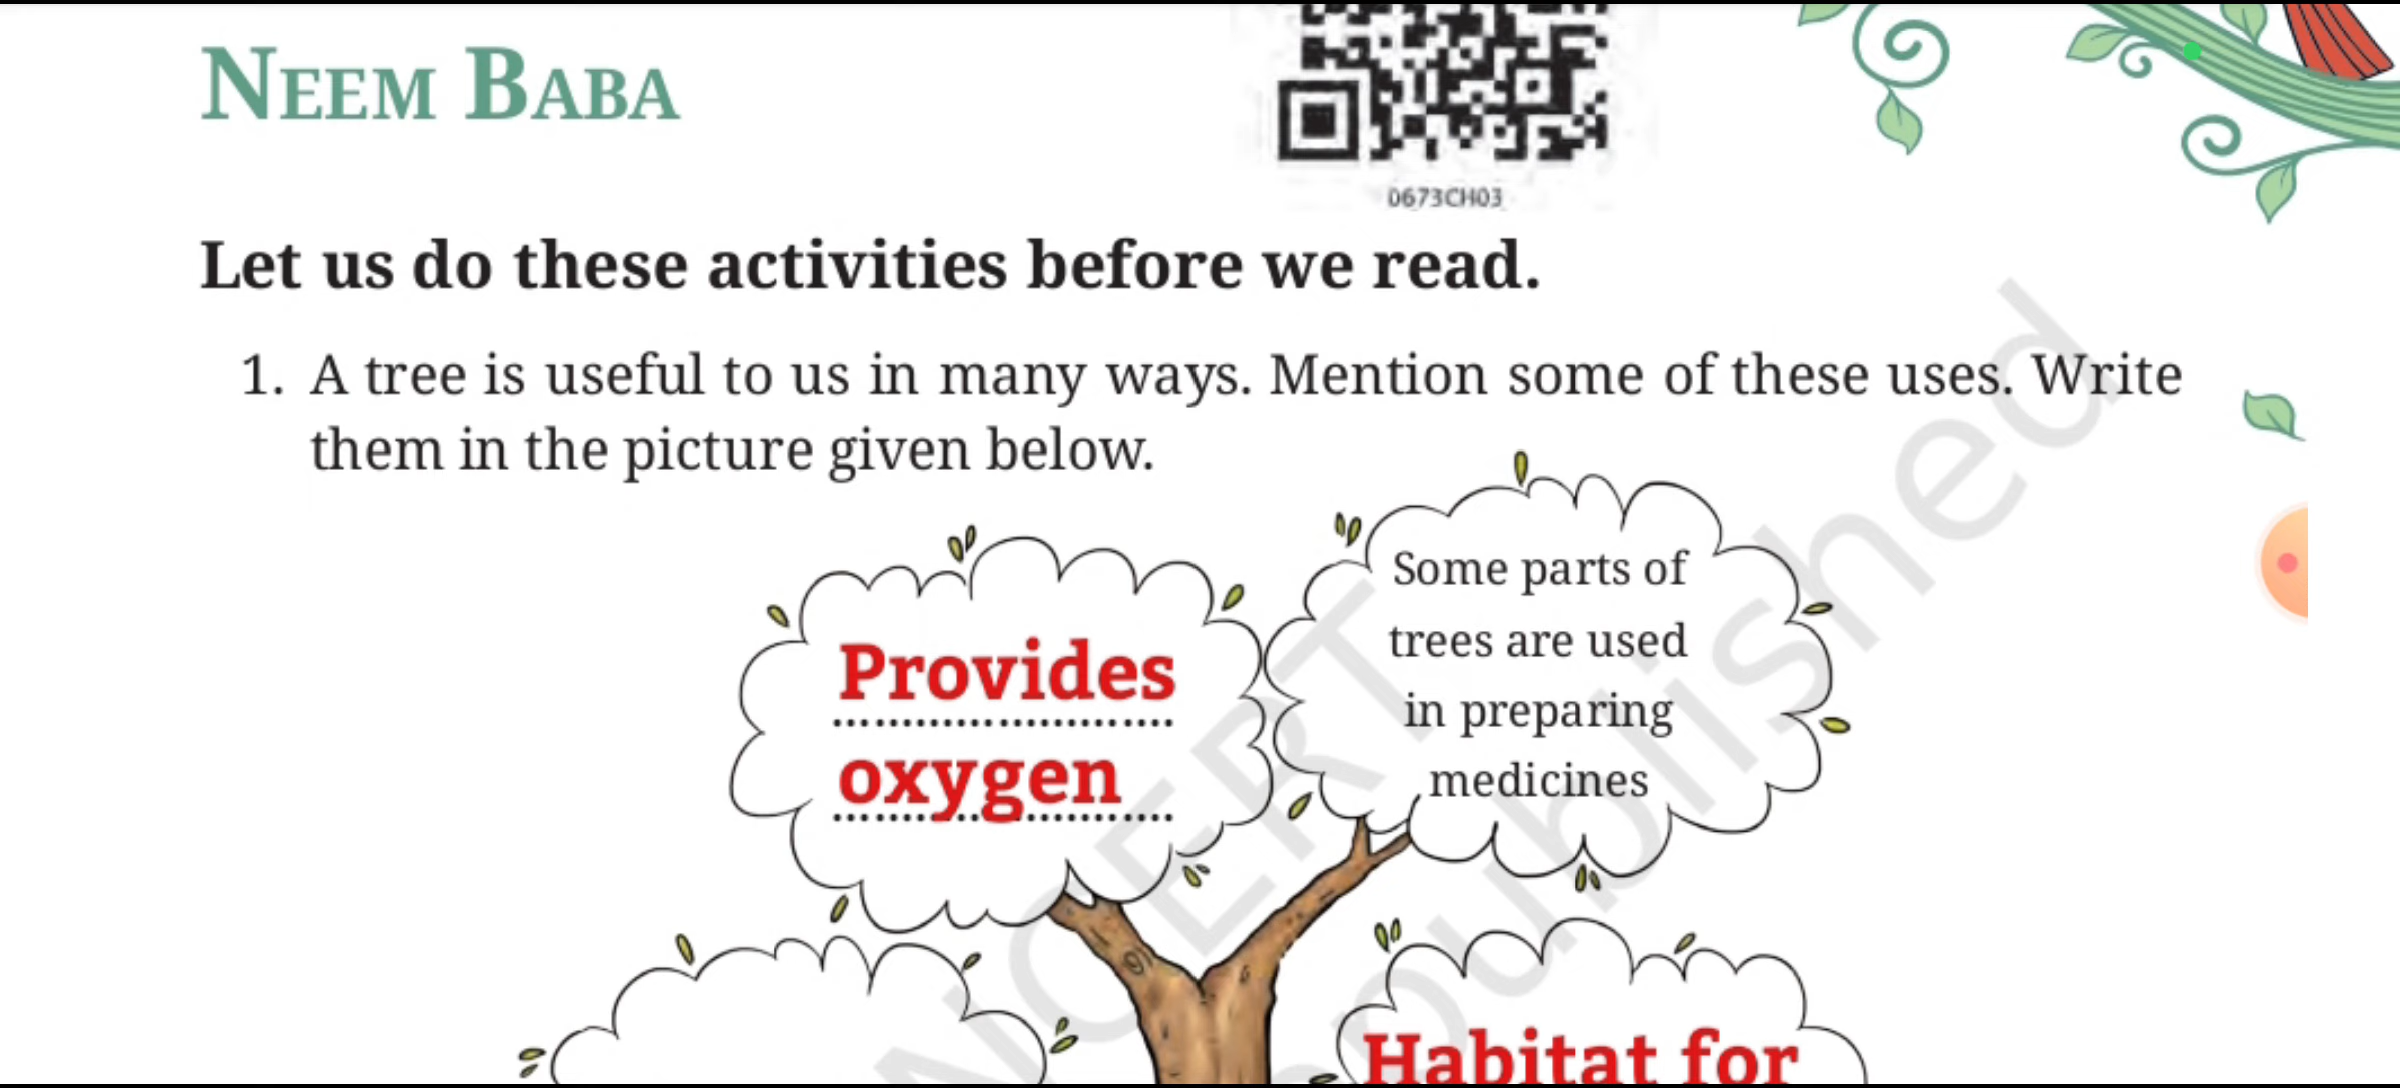 NEEM BABA
0673CH03
Let us do these activities before we read.
1. A tree is useful to us in many ways. Mention some of these uses. Write
them in the picture given below.
Provides
oxygen
Some parts of
trees are used
in preparing
medicines
Habitat for
NCERT
published